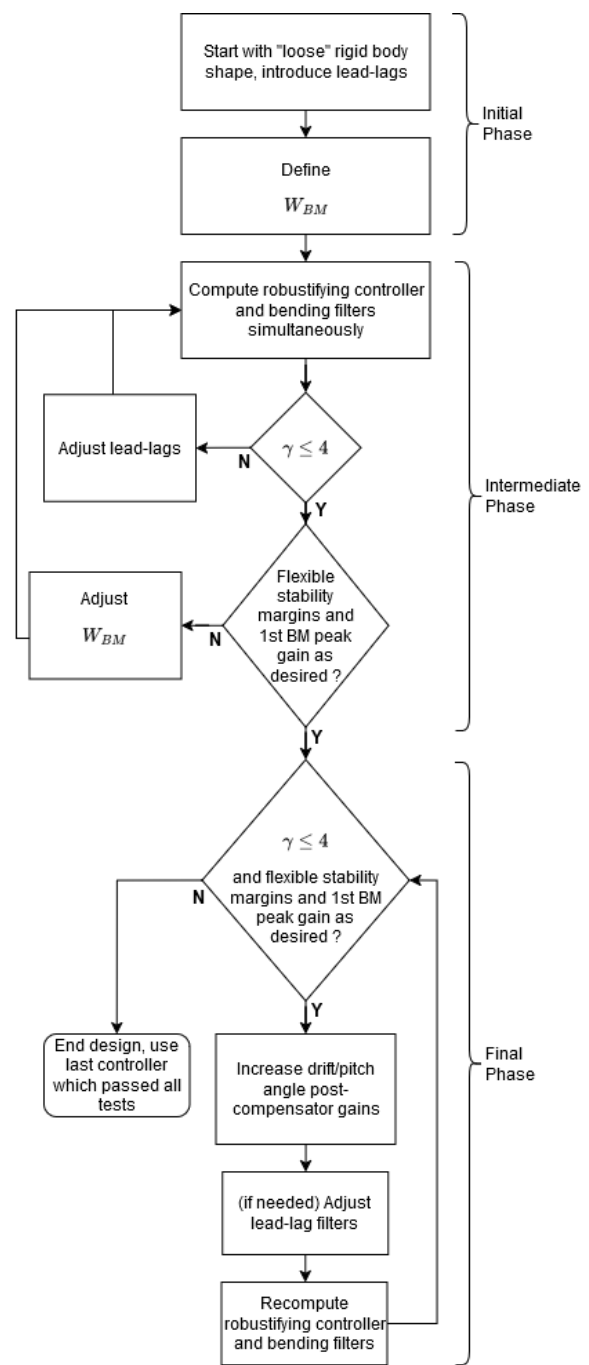 Start with "loose" rigid body
shape, introduce lead-lags
Initial
Phase
Define
W_{BM}
Compute robustifying controller
and bending filters
simultaneously
Adjust lead-lags
N
γ ≤ 4
Y
Intermediate
Phase
Adjust
W_{BM}
N
Flexible
stability
margins and
1st BM peak
gain as
desired ?
Y
γ ≤ 4
and flexible stability
margins and 1st BM
peak gain as
desired ?
N
Y
End design, use
last controller
which passed all
tests
Increase drift/pitch
angle post-
compensator gains
Final
Phase
(if needed) Adjust
lead-lag filters
Recompute
robustifying controller
and bending filters